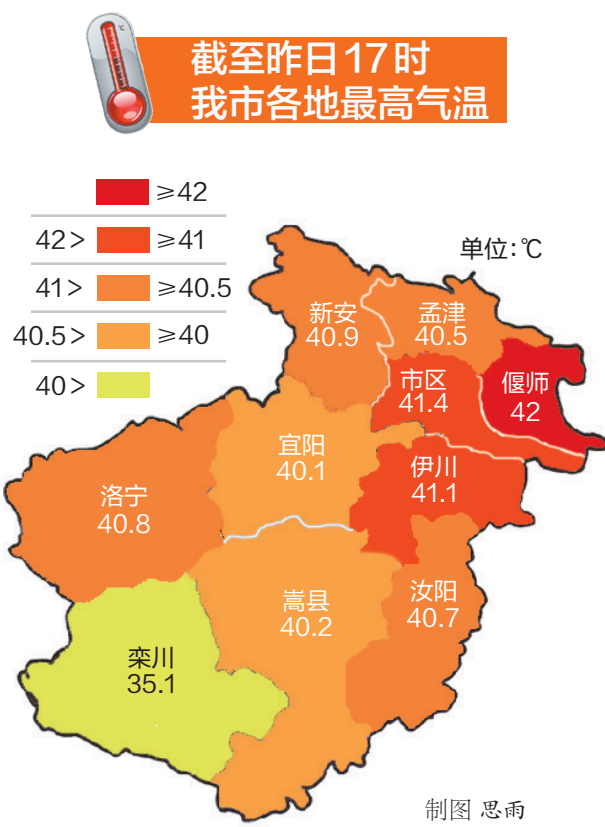 ℃
截至昨日17时
我市各地最高气温
≥42
42> ≥41
41> ≥40.5
40.5> ≥40
40>
单位:℃
新安
40.9
孟津
40.5
市区
41.4
偃师
42
宜阳
40.1
伊川
41.1
洛宁
40.8
嵩县
40.2
汝阳
40.7
栾川
35.1
制图 思雨